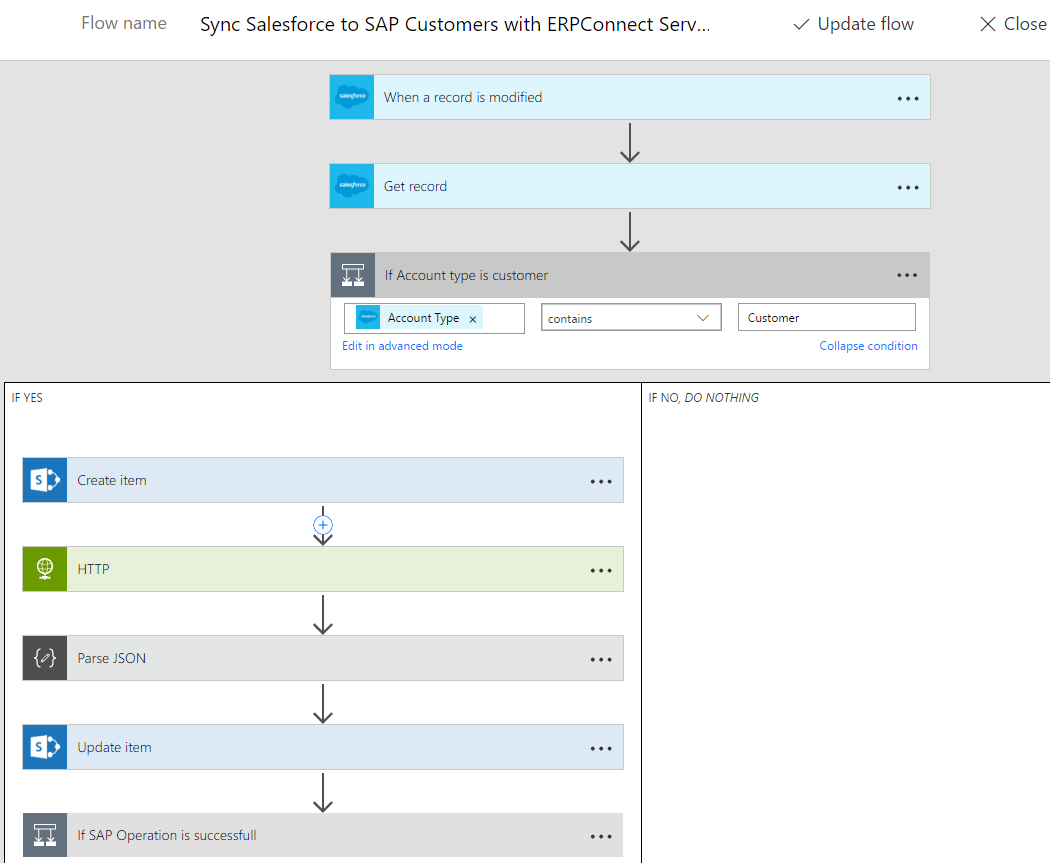 Flow name
Sync Salesforce to SAP Customers with ERPConnect Serv...
Update flow
Close
salesforce
When a record is modified
salesforce
Get record
If Account type is customer
Account Type ×
contains
Customer
Edit in advanced mode
Collapse condition
IF YES
IF NO, DO NOTHING
S
Create item
HTTP
Parse JSON
S
Update item
If SAP Operation is successfull